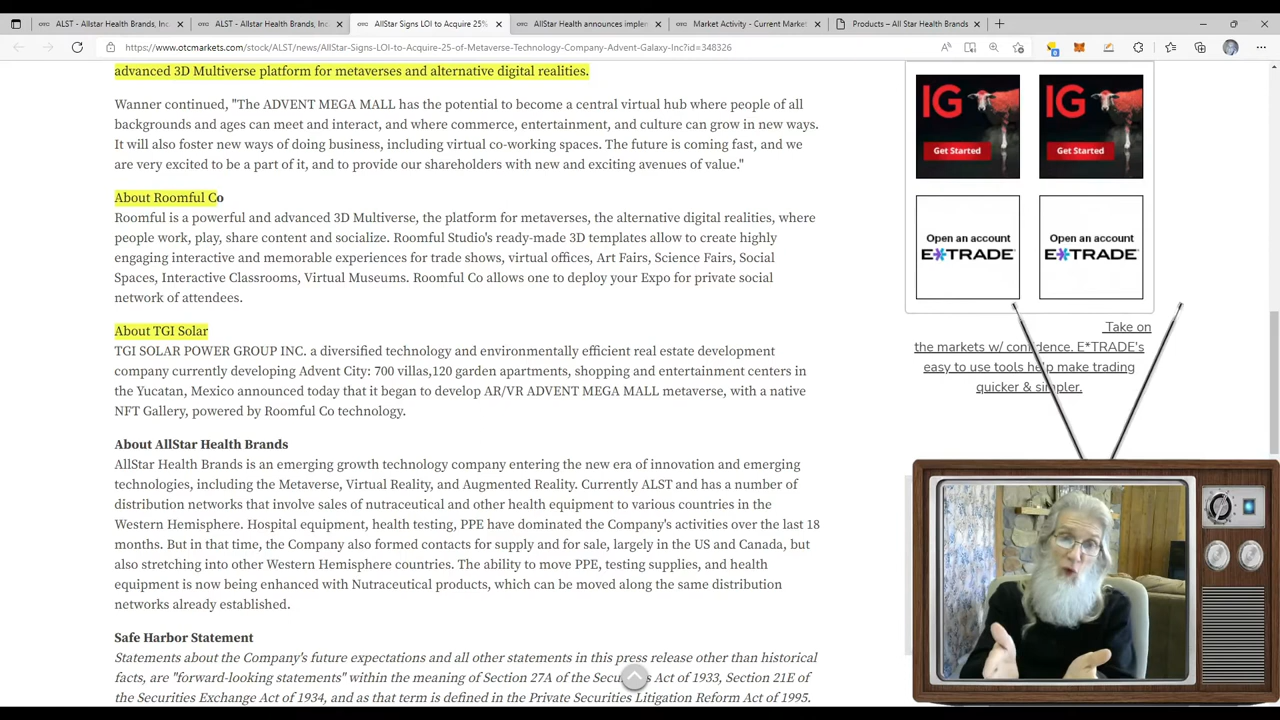 ALST - Allstar Health Brands, Inc.
ALST - Allstar Health Brands, Inc.
AllStar Signs LOI to Acquire 25%
AllStar Health announces implem
Market Activity - Current Market
Products – All Star Health Brands
https://www.otcmarkets.com/stock/ALST/news/AllStar-Signs-LOI-to-Acquire-25-of-Metaverse-Technology-Company-Advent-Galaxy-Inc?id=348326
advanced 3D Multiverse platform for metaverses and alternative digital realities.
Wanner continued, "The ADVENT MEGA MALL has the potential to become a central virtual hub where people of all
backgrounds and ages can meet and interact, and where commerce, entertainment, and culture can grow in new ways.
It will also foster new ways of doing business, including virtual co-working spaces. The future is coming fast, and we
are very excited to be a part of it, and to provide our shareholders with new and exciting avenues of value."
About Roomful Co
Roomful is a powerful and advanced 3D Multiverse, the platform for metaverses, the alternative digital realities, where
people work, play, share content and socialize. Roomful Studio's ready-made 3D templates allow to create highly
engaging interactive and memorable experiences for trade shows, virtual offices, Art Fairs, Science Fairs, Social
Spaces, Interactive Classrooms, Virtual Museums. Roomful Co allows one to deploy your Expo for private social
network of attendees.
About TGI Solar
TGI SOLAR POWER GROUP INC. a diversified technology and environmentally efficient real estate development
company currently developing Advent City: 700 villas,120 garden apartments, shopping and entertainment centers in
the Yucatan, Mexico announced today that it began to develop AR/VR ADVENT MEGA MALL metaverse, with a native
NFT Gallery, powered by Roomful Co technology.
About AllStar Health Brands
AllStar Health Brands is an emerging growth technology company entering the new era of innovation and emerging
technologies, including the Metaverse, Virtual Reality, and Augmented Reality. Currently ALST and has a number of
distribution networks that involve sales of nutraceutical and other health equipment to various countries in the
Western Hemisphere. Hospital equipment, health testing, PPE have dominated the Company's activities over the last 18
months. But in that time, the Company also formed contacts for supply and for sale, largely in the US and Canada, but
also stretching into other Western Hemisphere countries. The ability to move PPE, testing supplies, and health
equipment is now being enhanced with Nutraceutical products, which can be moved along the same distribution
networks already established.
Safe Harbor Statement
Statements about the Company's future expectations and all other statements in this press release other than historical
facts, are "forward-looking statements" within the meaning of Section 27A of the Securities Act of 1933, Section 21E of
the Securities Exchange Act of 1934, and as that term is defined in the Private Securities Litigation Reform Act of 1995.
IG IG
Get Started Get Started
Open an account Open an account
E*TRADE E*TRADE
Take on
the markets w/ confidence. E*TRADE's
easy to use tools help make trading
quicker & simpler.